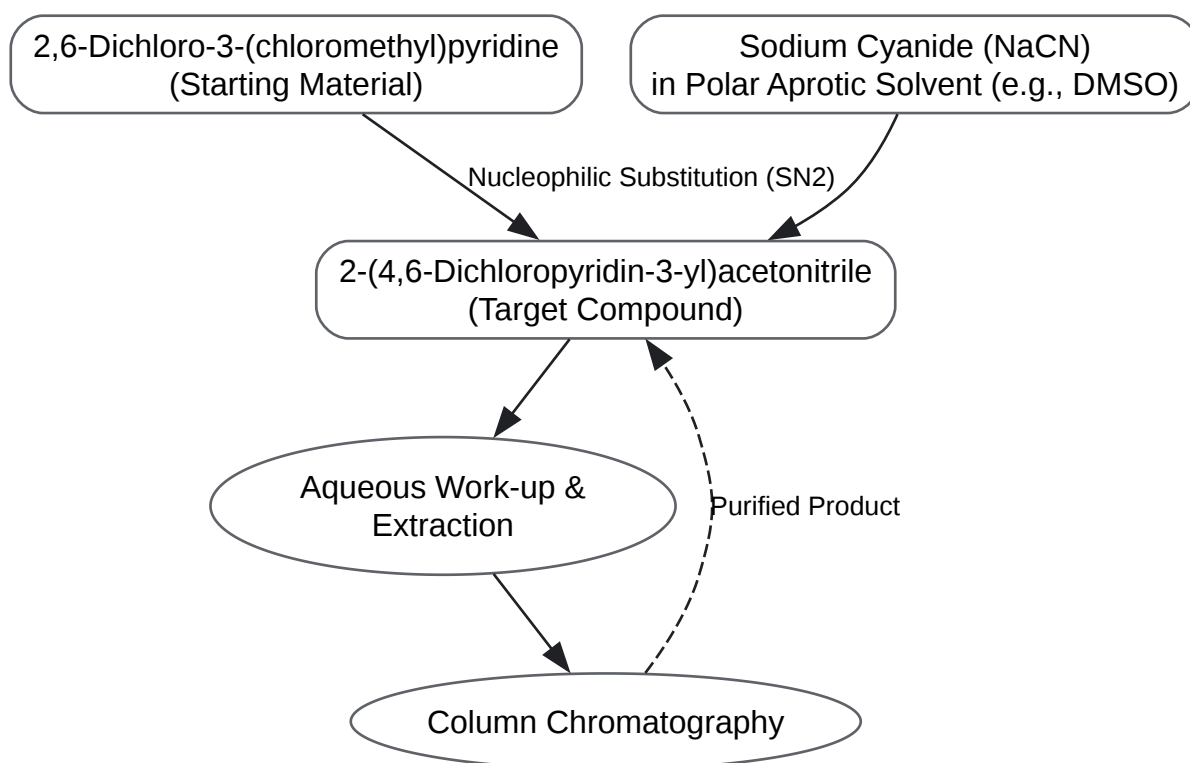 2,6-Dichloro-3-(chloromethyl)pyridine
(Starting Material)
Sodium Cyanide (NaCN)
in Polar Aprotic Solvent (e.g., DMSO)
Nucleophilic Substitution (SN2)
2-(4,6-Dichloropyridin-3-yl)acetonitrile
(Target Compound)
Aqueous Work-up &
Extraction
Purified Product
Column Chromatography